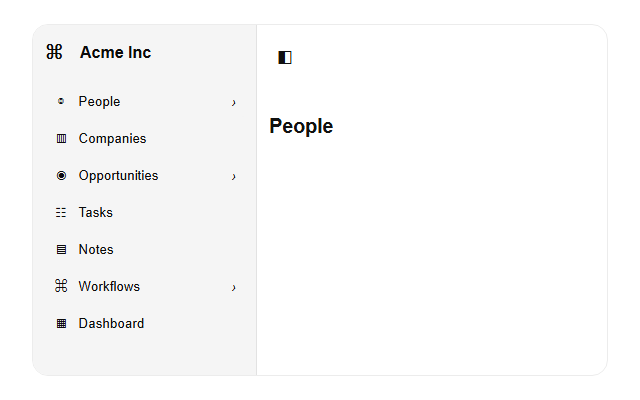 ⌘ Acme Inc
People ›
Companies
Opportunities ›
Tasks
Notes
⌘ Workflows ›
Dashboard
People